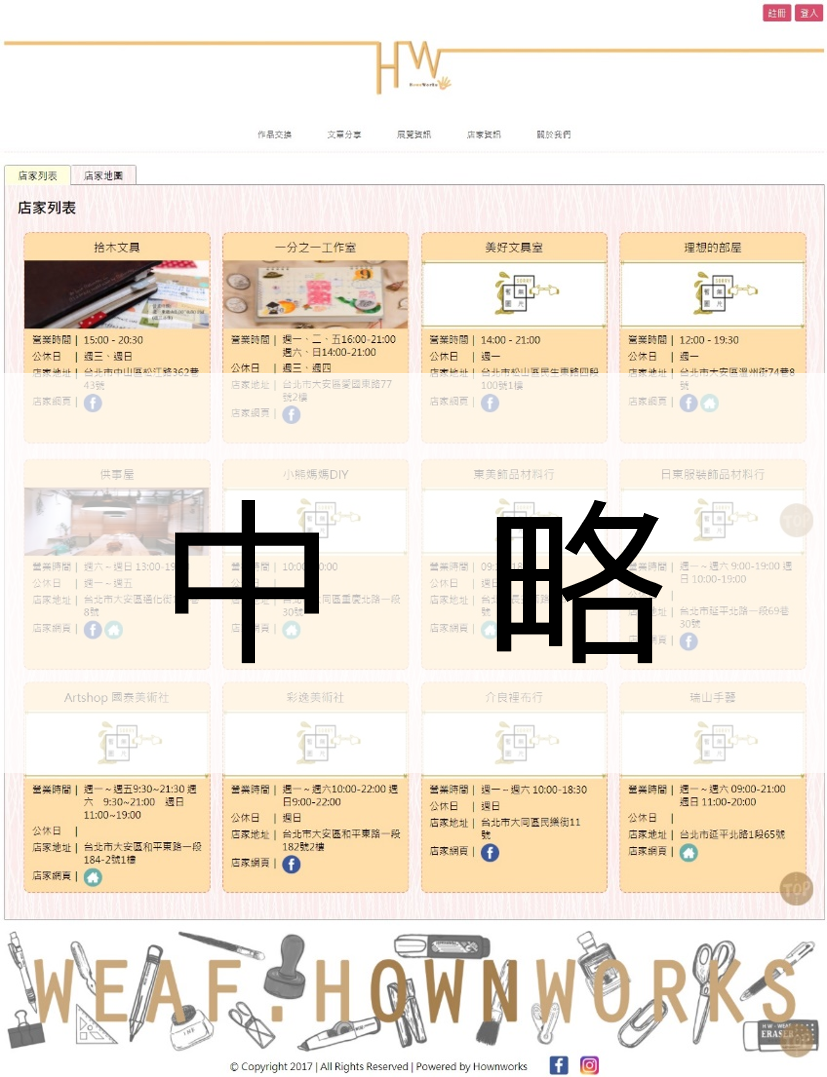 註冊 登入
HW
HownWorks
作品交換 文章分享 展覽資訊 店家資訊 關於我們
店家列表 店家地圖
店家列表
拾木文具
營業時間 | 15:00 - 20:30
公休日 | 週三、週日
店家地址 | 台北市中山區松江路362巷
43號
店家網頁 |
一分之一工作室
營業時間 | 週一、二、五16:00-21:00
週六、日14:00-21:00
公休日 | 週三、週四
店家地址 | 台北市大安區愛國東路77
號2樓
店家網頁 |
美好文具室
暫無圖片
營業時間 | 14:00 - 21:00
公休日 | 週一
店家地址 | 台北市松山區民生東路四段
100號1樓
店家網頁 |
理想的部屋
暫無圖片
營業時間 | 12:00 - 19:30
公休日 | 週一
店家地址 | 台北市大安區溫州街74巷8
號
店家網頁 |
中 略
供事屋
營業時間 | 週六～週日 13:00-19
公休日 | 週一～週五
店家地址 | 台北市大安區通化街
8號
店家網頁 |
小熊媽媽DIY
營業時間 | 10:00
公休日 |
店家地址
30號
店家網頁 |
東美飾品材料行
營業時間
公休日
店家地址
店家網頁 |
日東服裝飾品材料行
營業時間 | 週一～週五 9:00-19:00 週
日 10:00-19:00
店家地址 | 台北市延平北路一段69巷
30號
店家網頁 |
TOP
Artshop 國泰美術社
暫無圖片
營業時間 | 週一～週五9:30~21:30 週
六 9:30~21:00 週日
11:00~19:00
公休日 |
店家地址 | 台北市大安區和平東路一段
184-2號1樓
店家網頁 |
彩逸美術社
暫無圖片
營業時間 | 週一～週六10:00-22:00 週
日9:00-22:00
公休日 | 週日
店家地址 | 台北市大安區和平東路一段
182號2樓
店家網頁 |
介良裡布行
暫無圖片
營業時間 | 週一～週六 10:00-18:30
公休日 | 週日
店家地址 | 台北市大同區民樂街11
號
店家網頁 |
瑞山手藝
暫無圖片
營業時間 | 週一～週六 09:00-21:00
週日 11:00-20:00
公休日 |
店家地址 | 台北市延平北路1段65號
店家網頁 |
TOP
WEAF.HOWNWORKS
HW-WEAF
ERASER
© Copyright 2017 | All Rights Reserved | Powered by Hownworks